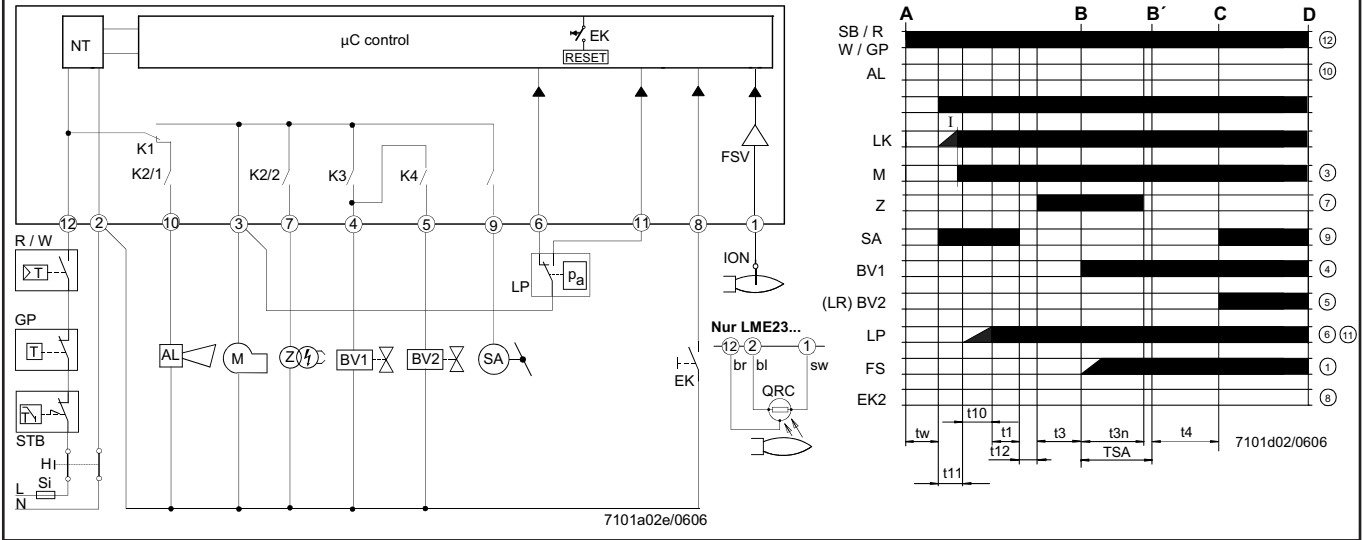 NT
µC control
EK
RESET
K1
K2/1
K2/2
K3
K4
FSV
12
2
10
3
7
4
5
9
6
11
8
1
R / W
T
GP
T
STB
T
H
L
Si
N
AL
M
Z
BV1
BV2
SA
LP
pa
ION
EK
Nur LME23...
12
2
1
br
bl
sw
QRC
7101a02e/0606
A
B
B´
C
D
SB / R
W / GP
12
AL
10
I
LK
M
3
Z
7
SA
9
BV1
4
(LR) BV2
5
LP
6
11
FS
1
EK2
8
t10
tw
t1
t3
t3n
t4
t12
TSA
t11
7101d02/0606